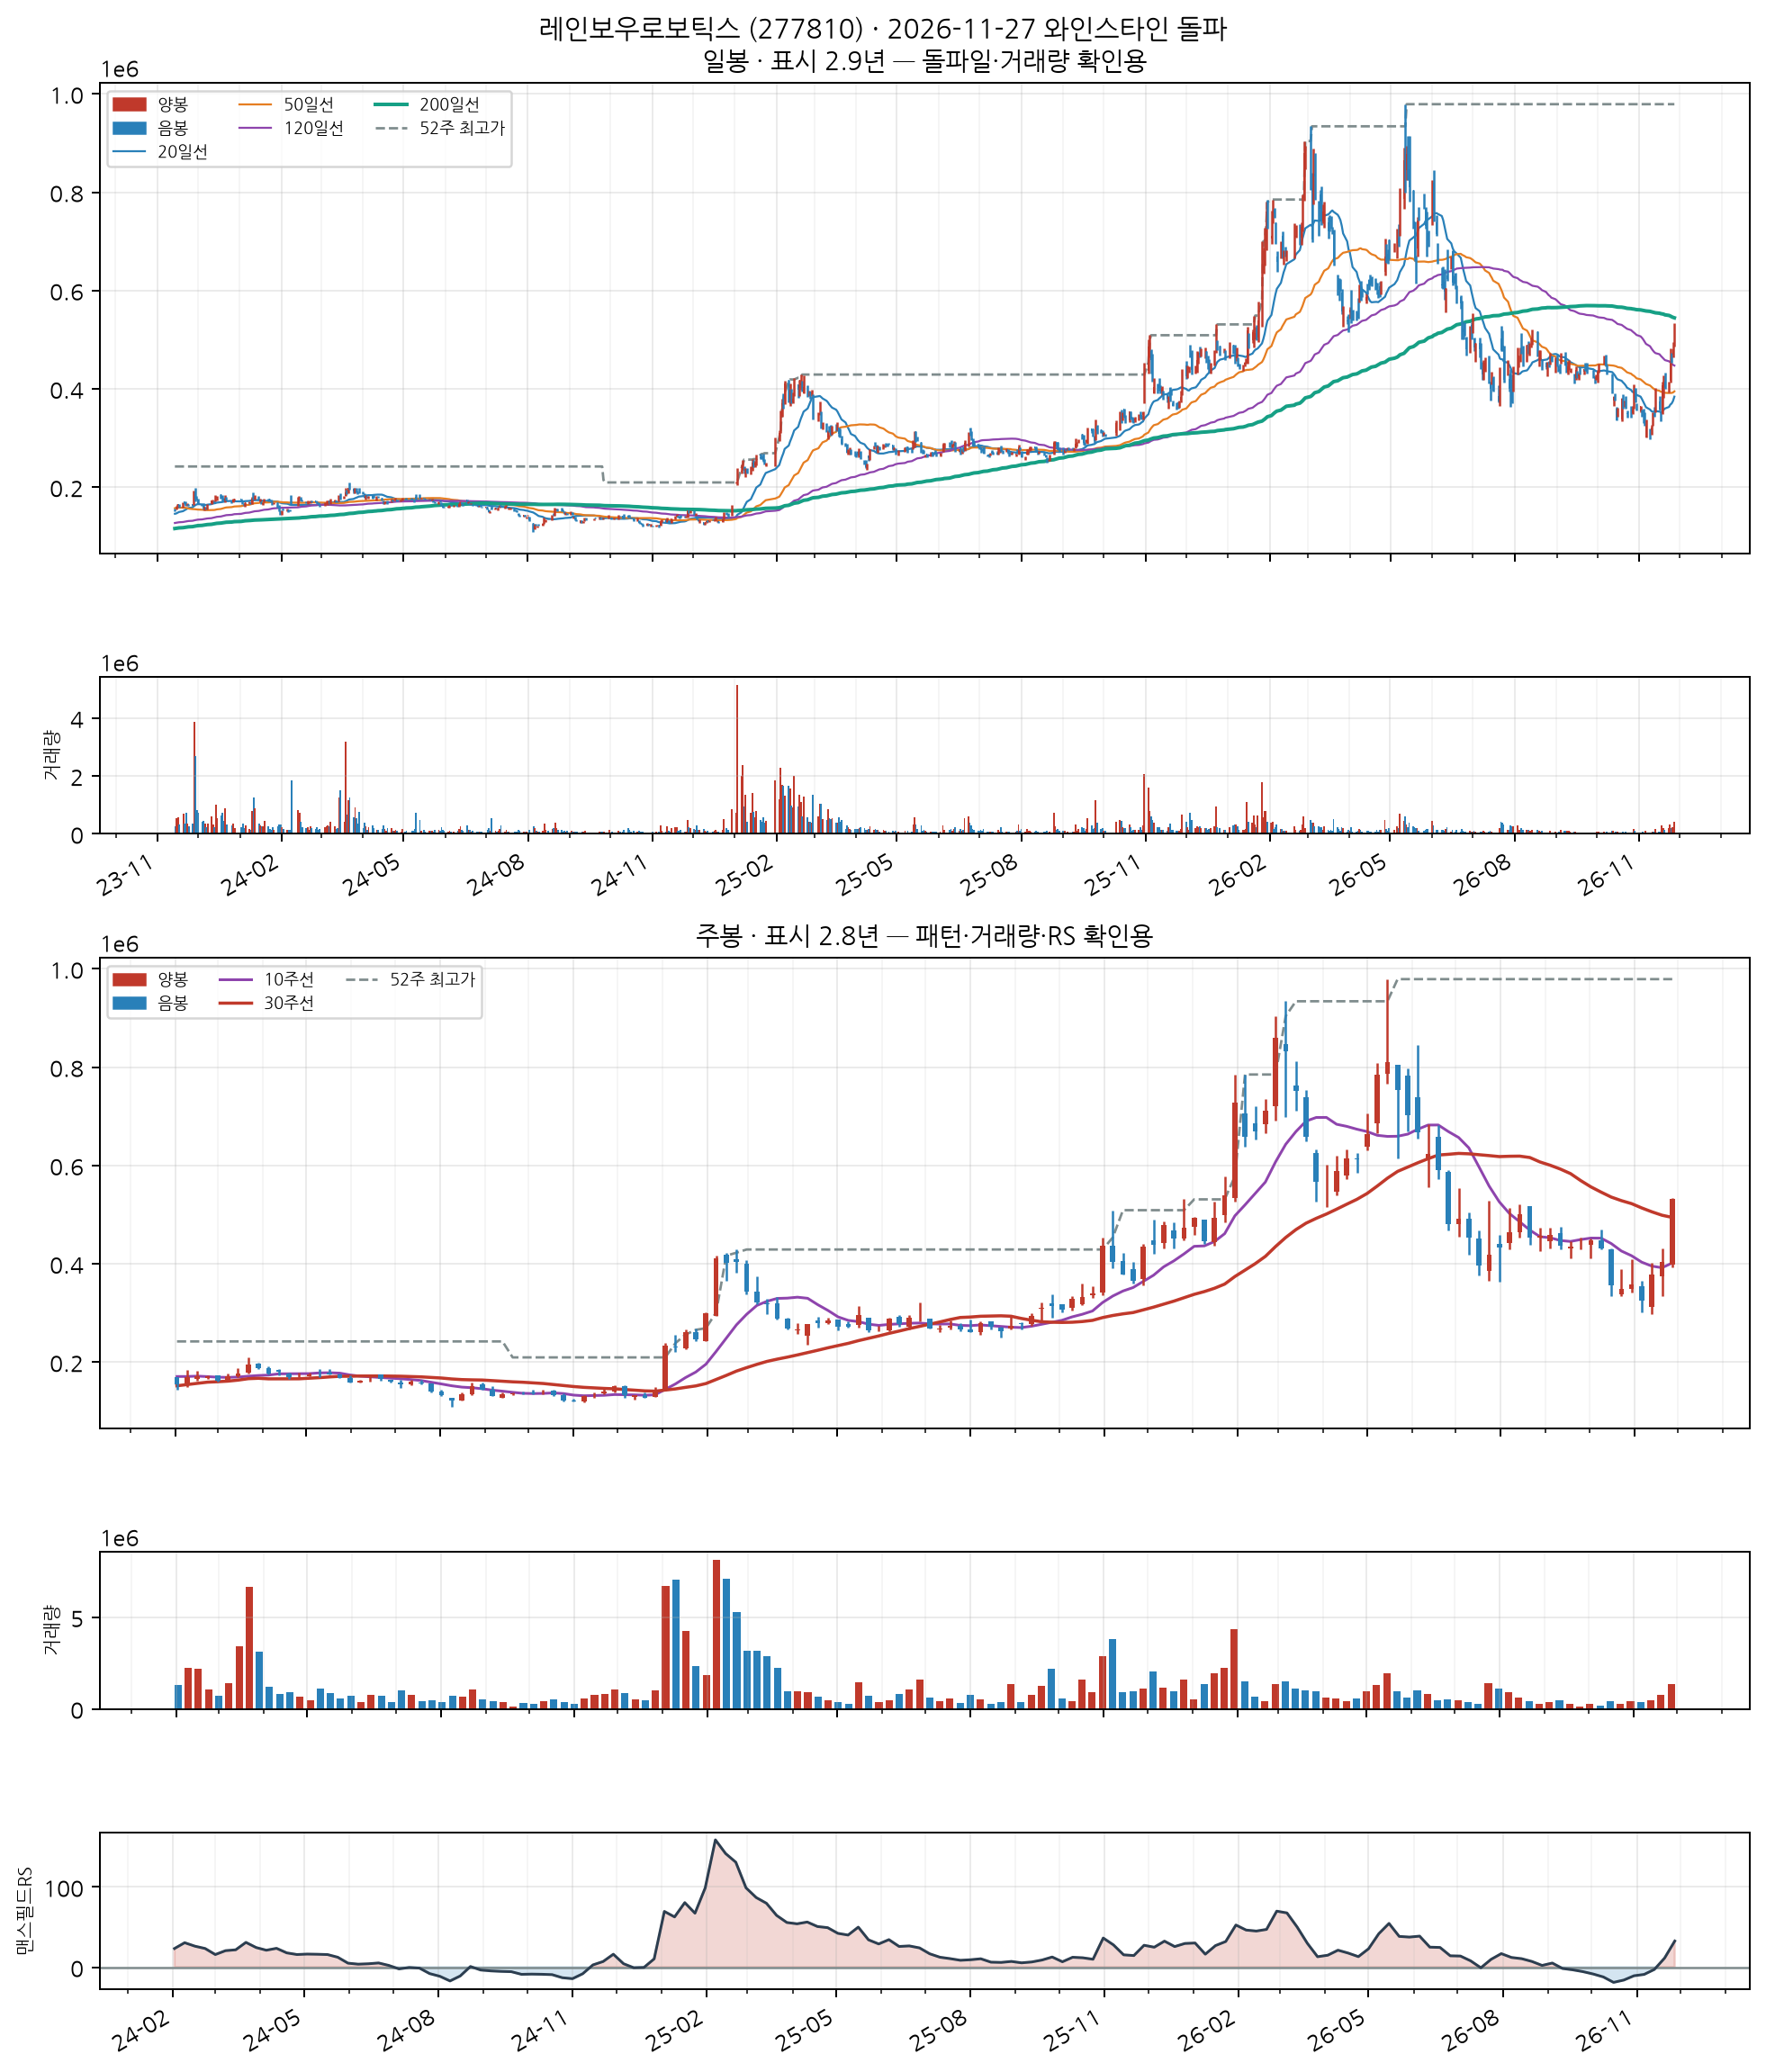 레인보우로보틱스 (277810) · 2026-11-27 와인스타인 돌파
일봉 · 표시 2.9년 — 돌파일·거래량 확인용
1e6
양봉 50일선 200일선
음봉 120일선 52주 최고가
20일선
1.0
0.8
0.6
0.4
0.2
1e6
거래량
4
2
0
23-11 24-02 24-05 24-08 24-11 25-02 25-05 25-08 25-11 26-02 26-05 26-08 26-11
주봉 · 표시 2.8년 — 패턴·거래량·RS 확인용
1e6
양봉 10주선 52주 최고가
음봉 30주선
1.0
0.8
0.6
0.4
0.2
1e6
거래량
5
0
맨스필드RS
100
0
24-02 24-05 24-08 24-11 25-02 25-05 25-08 25-11 26-02 26-05 26-08 26-11